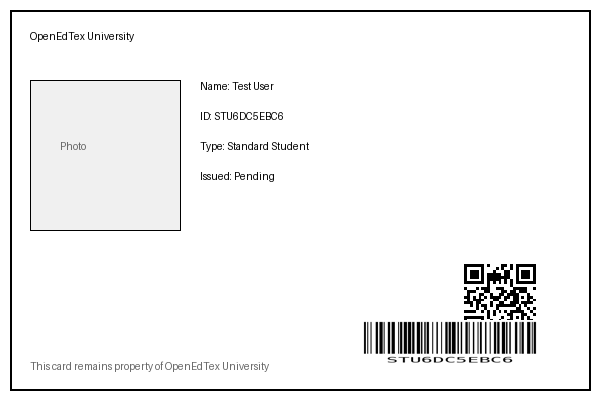 OpenEdTex University
Photo
Name: Test User
ID: STU6DC5EBC6
Type: Standard Student
Issued: Pending
STU6DC5EBC6
This card remains property of OpenEdTex University